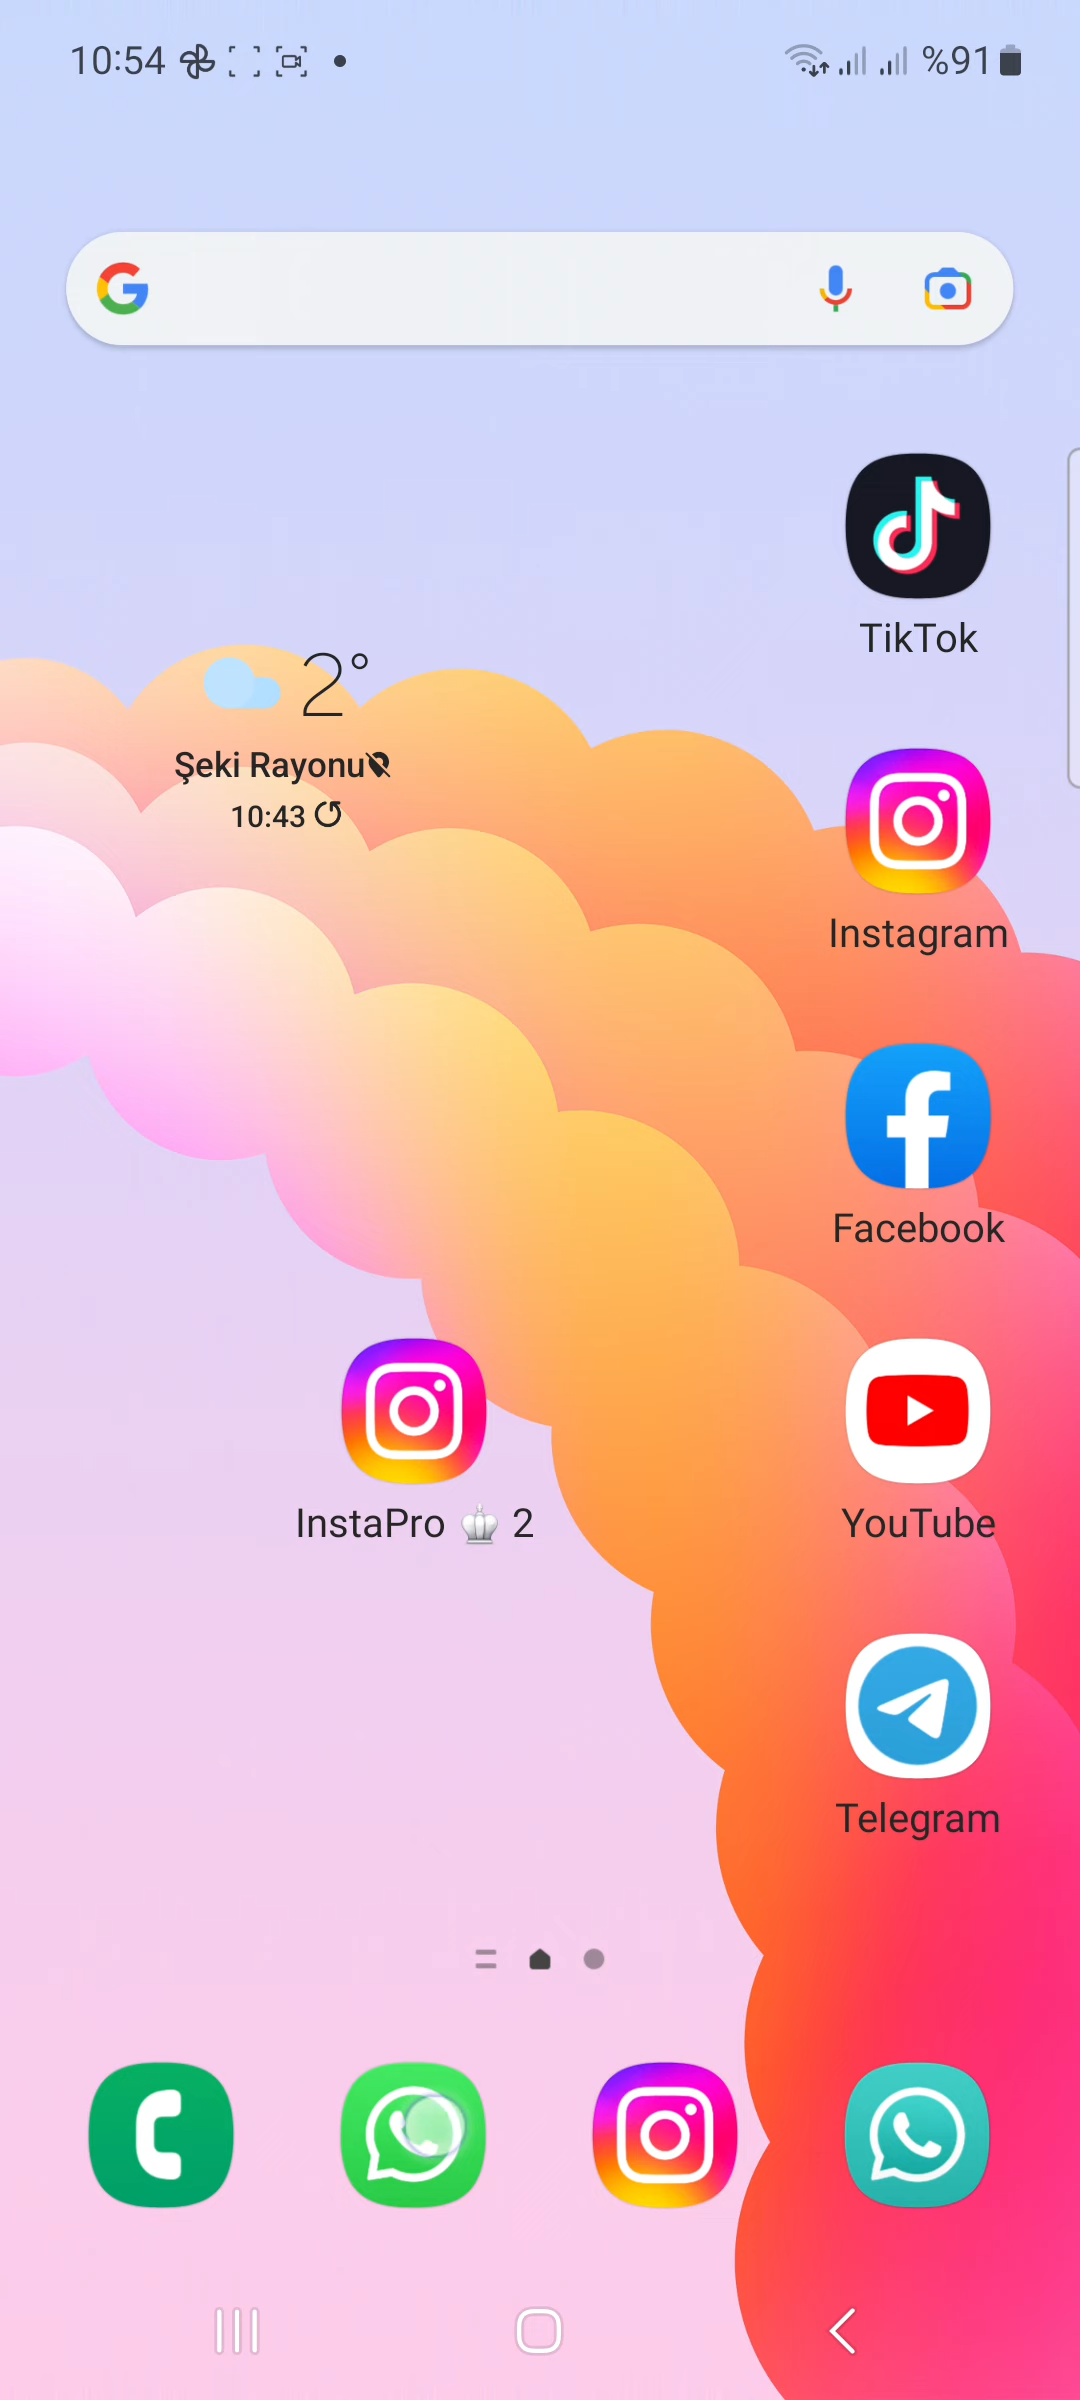 10:54
%91
TikTok
2°
Şeki Rayonu
10:43
Instagram
Facebook
InstaPro 2
YouTube
Telegram